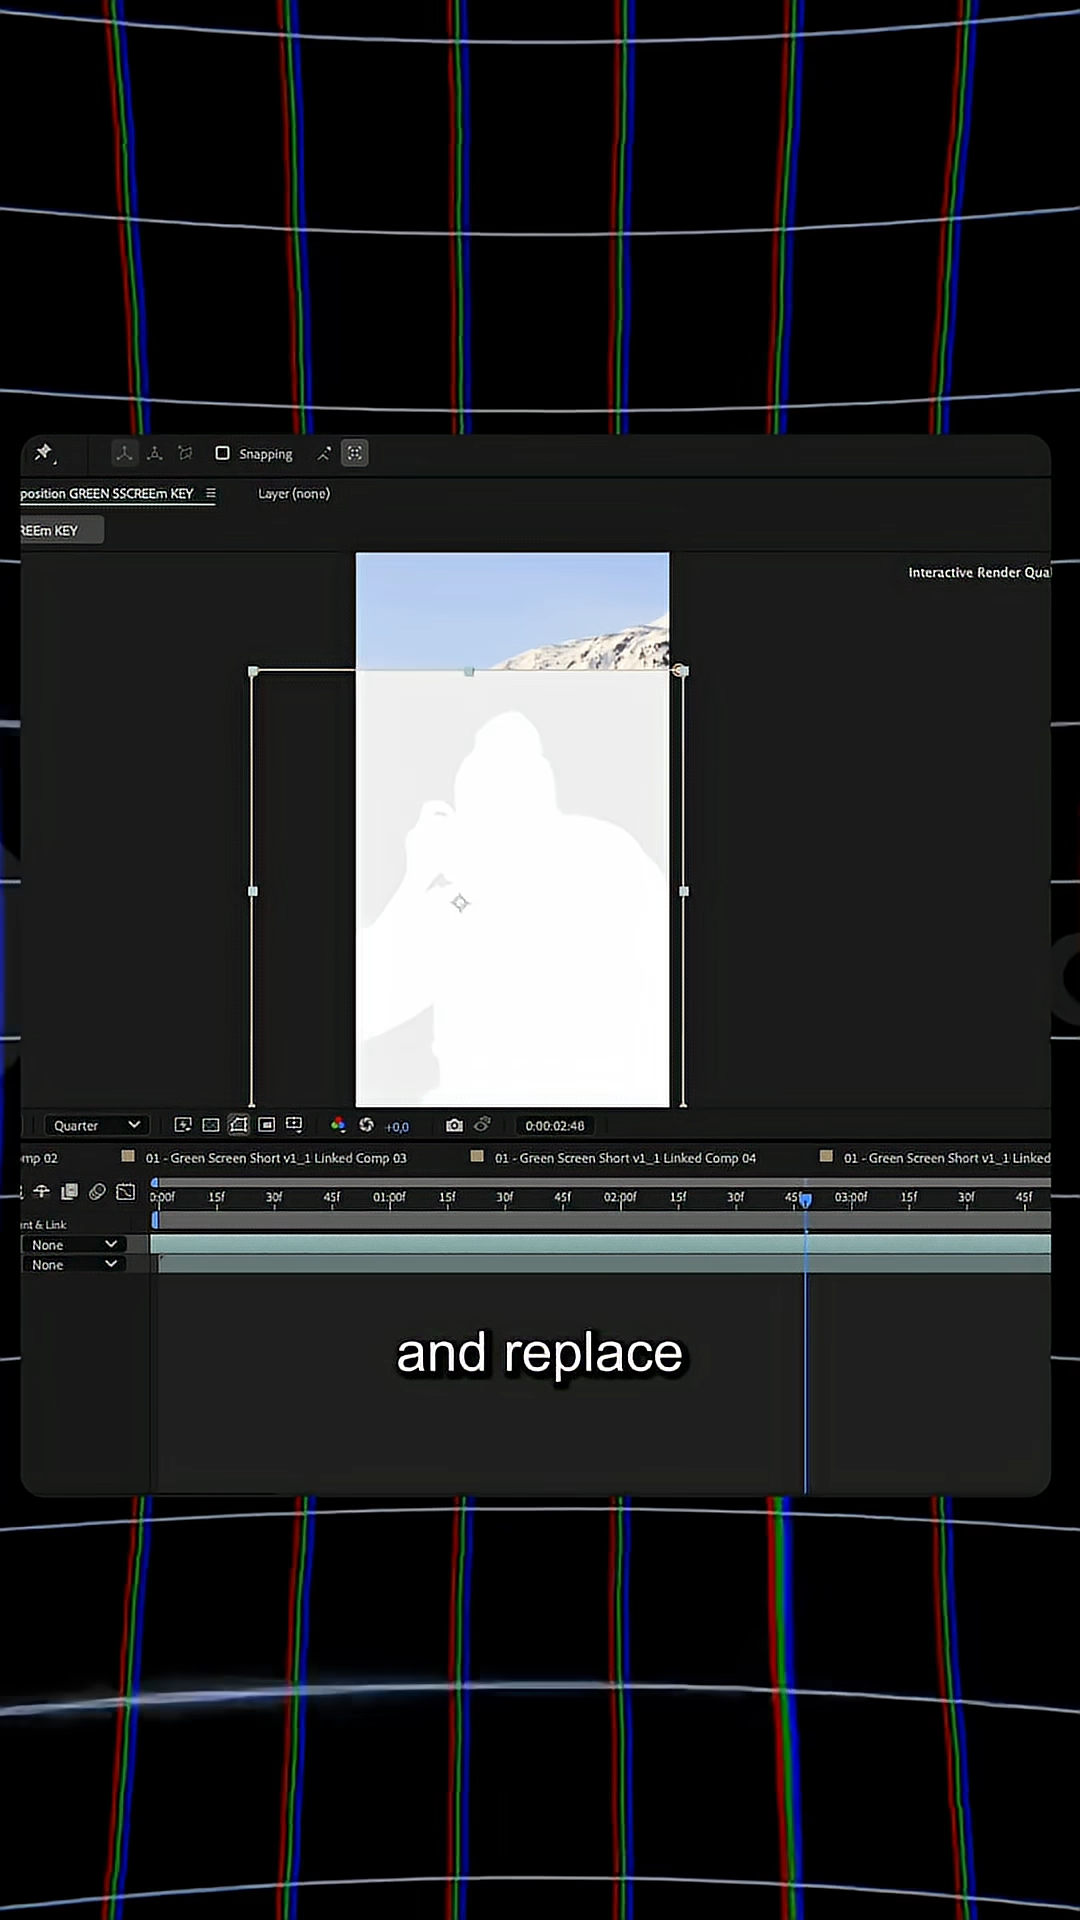 Snapping
position GREEN SSCREEm KEY
Layer (none)
REEm KEY
Interactive Render Qual
Quarter
+0,0
0:00:02:48
mp 02
01 - Green Screen Short v1_1 Linked Comp 03
01 - Green Screen Short v1_1 Linked Comp 04
01 - Green Screen Short v1_1 Linked
0:00f 15f 30f 45f 01:00f 15f 30f 45f 02:00f 15f 30f 45f 03:00f 15f 30f 45f
nt & Link
None
None
and replace